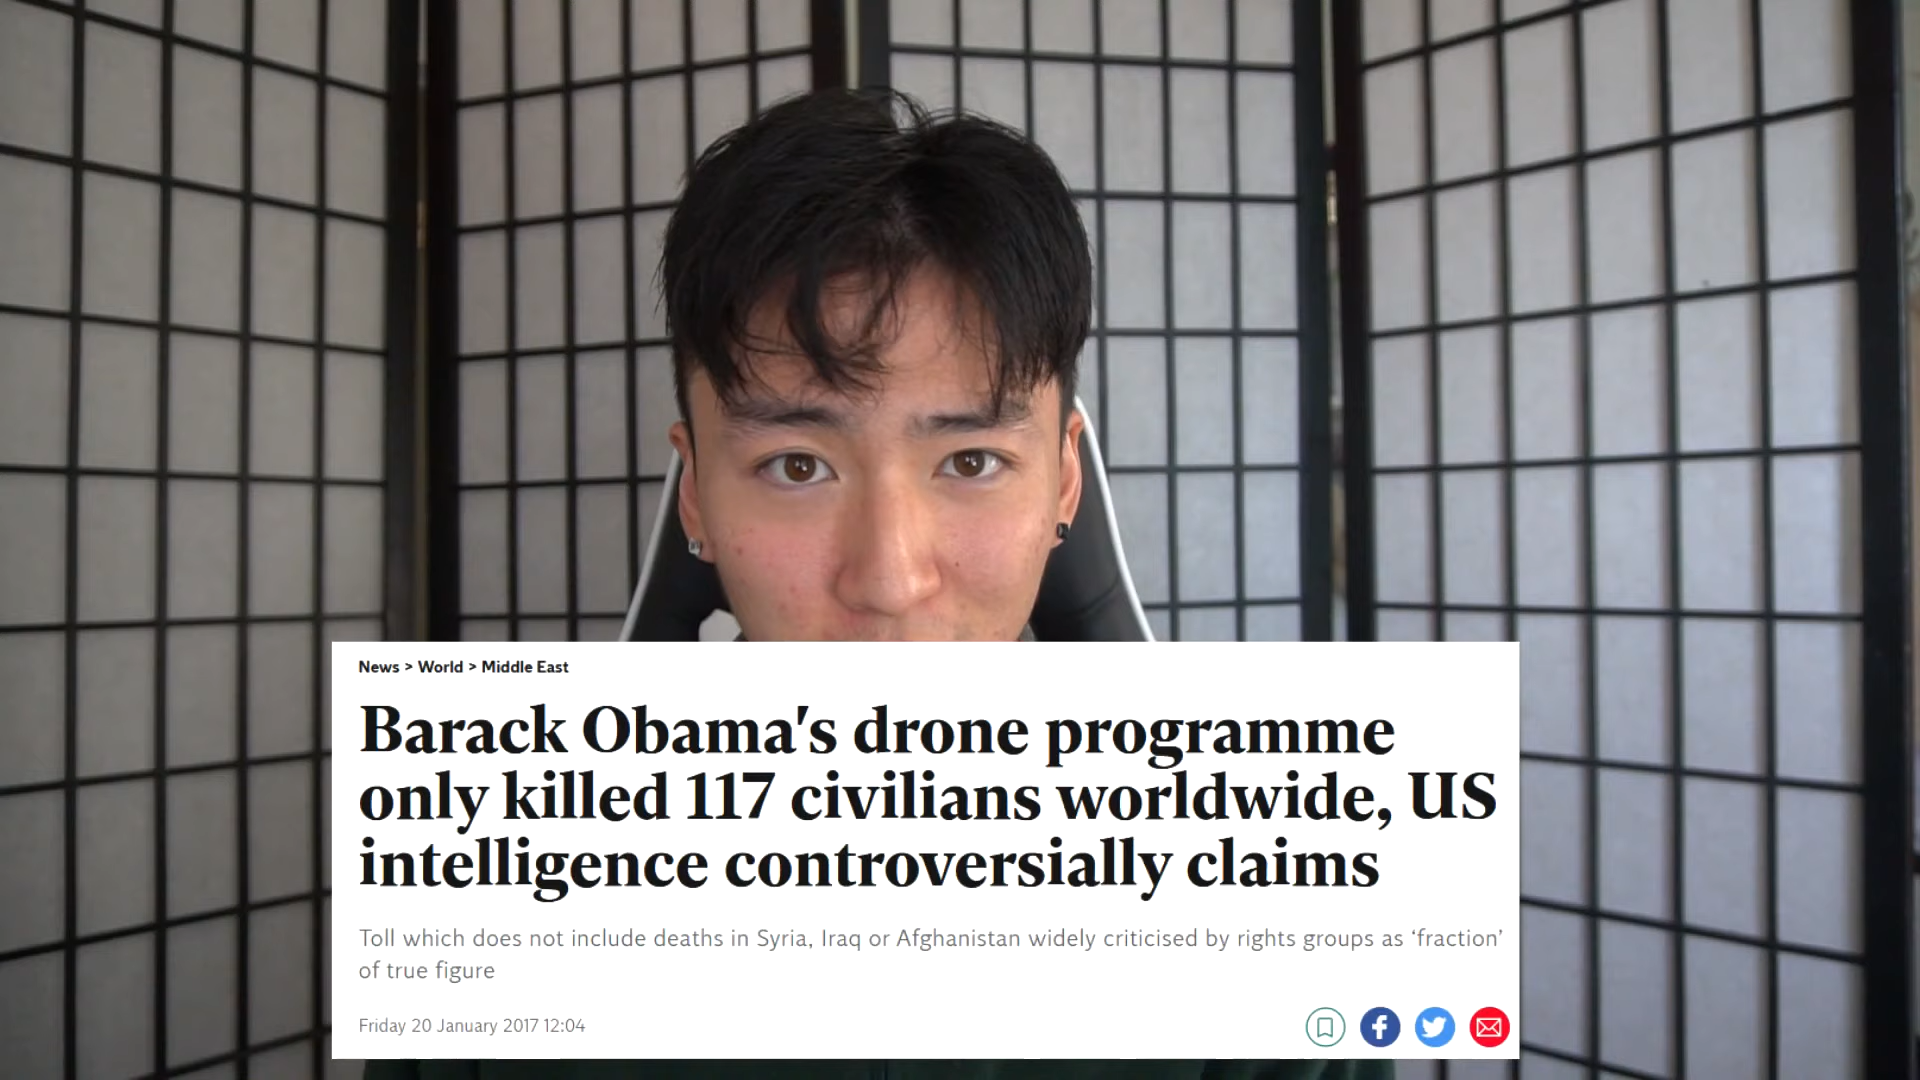 News > World > Middle East
Barack Obama's drone programme
only killed 117 civilians worldwide, US
intelligence controversially claims
Toll which does not include deaths in Syria, Iraq or Afghanistan widely criticised by rights groups as ‘fraction’
of true figure
Friday 20 January 2017 12:04